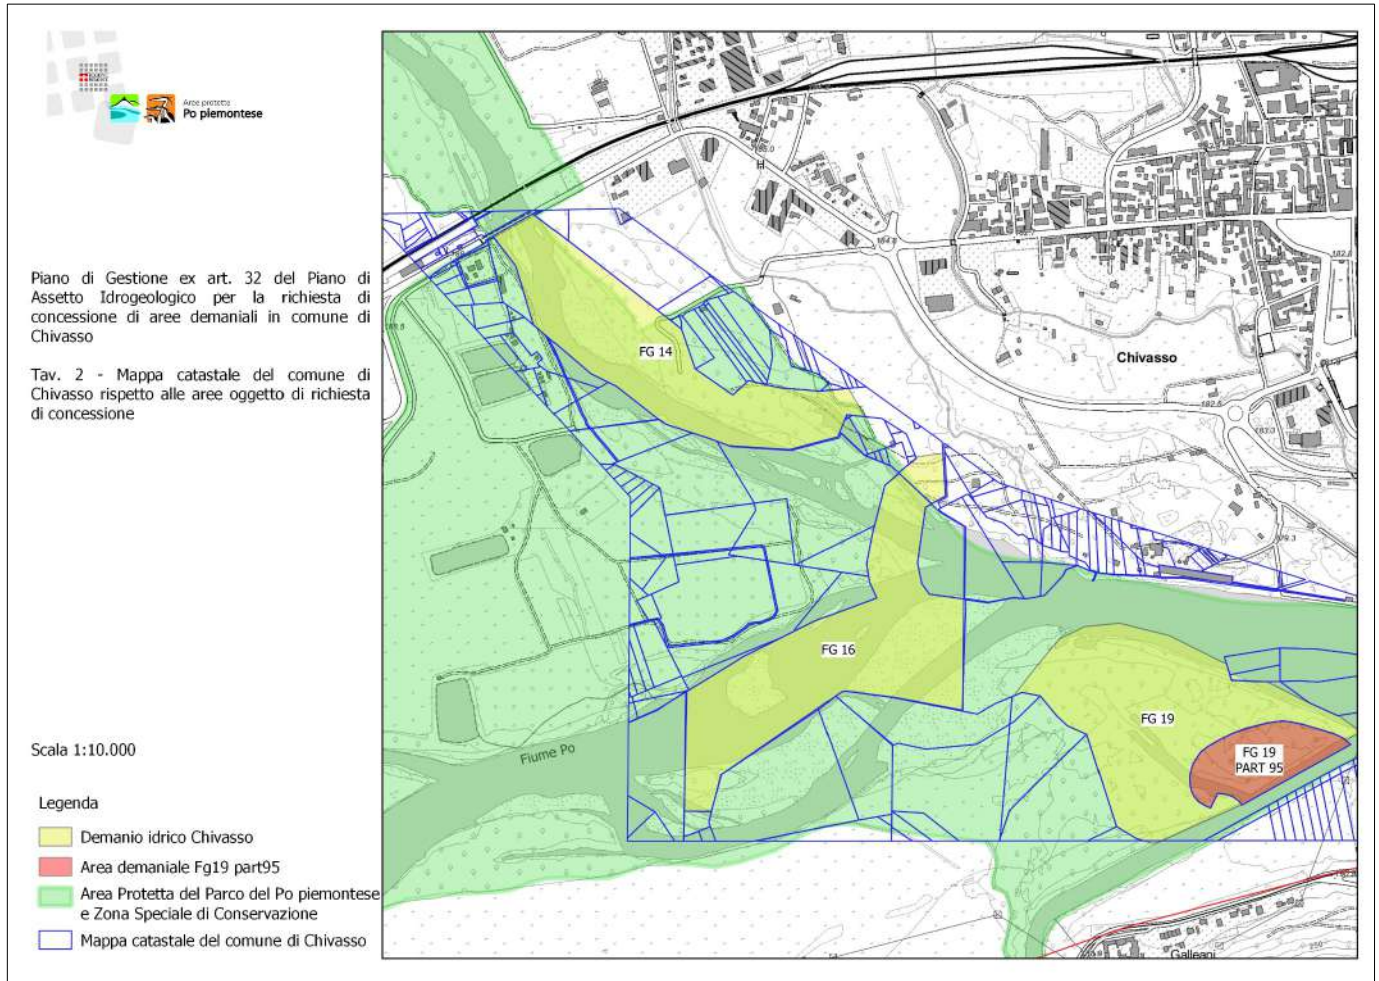 Aree protette
Po piemontese
Piano di Gestione ex art. 32 del Piano di
Assetto Idrogeologico per la richiesta di
concessione di aree demaniali in comune di
Chivasso
Tav. 2 - Mappa catastale del comune di
Chivasso rispetto alle aree oggetto di richiesta
di concessione
Scala 1:10.000
Legenda
Demanio idrico Chivasso
Area demaniale Fg19 part95
Area Protetta del Parco del Po piemontese
e Zona Speciale di Conservazione
Mappa catastale del comune di Chivasso
FG 14
Chivasso
FG 16
FG 19
FG 19
PART 95
Fiume Po
Galleani